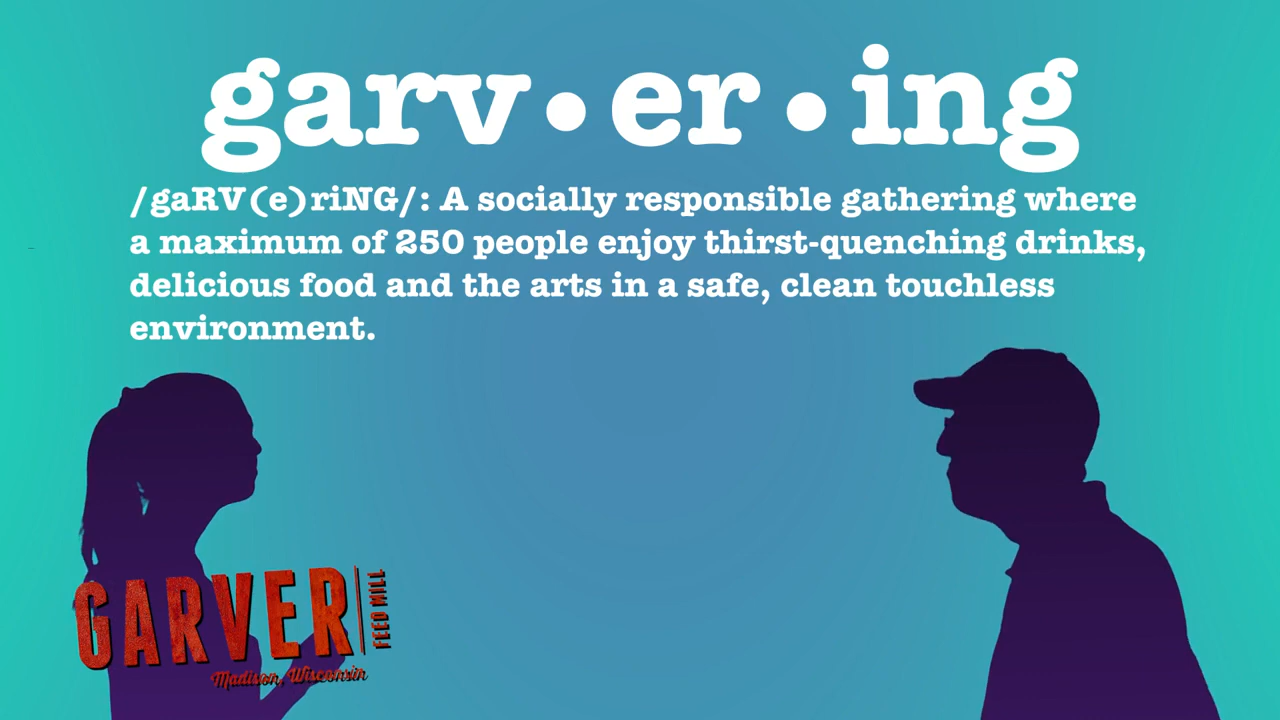 garv•er•ing
/gaRV(e)riNG/: A socially responsible gathering where
a maximum of 250 people enjoy thirst-quenching drinks,
delicious food and the arts in a safe, clean touchless
environment.
GARVER
FEED MILL
Madison, Wisconsin